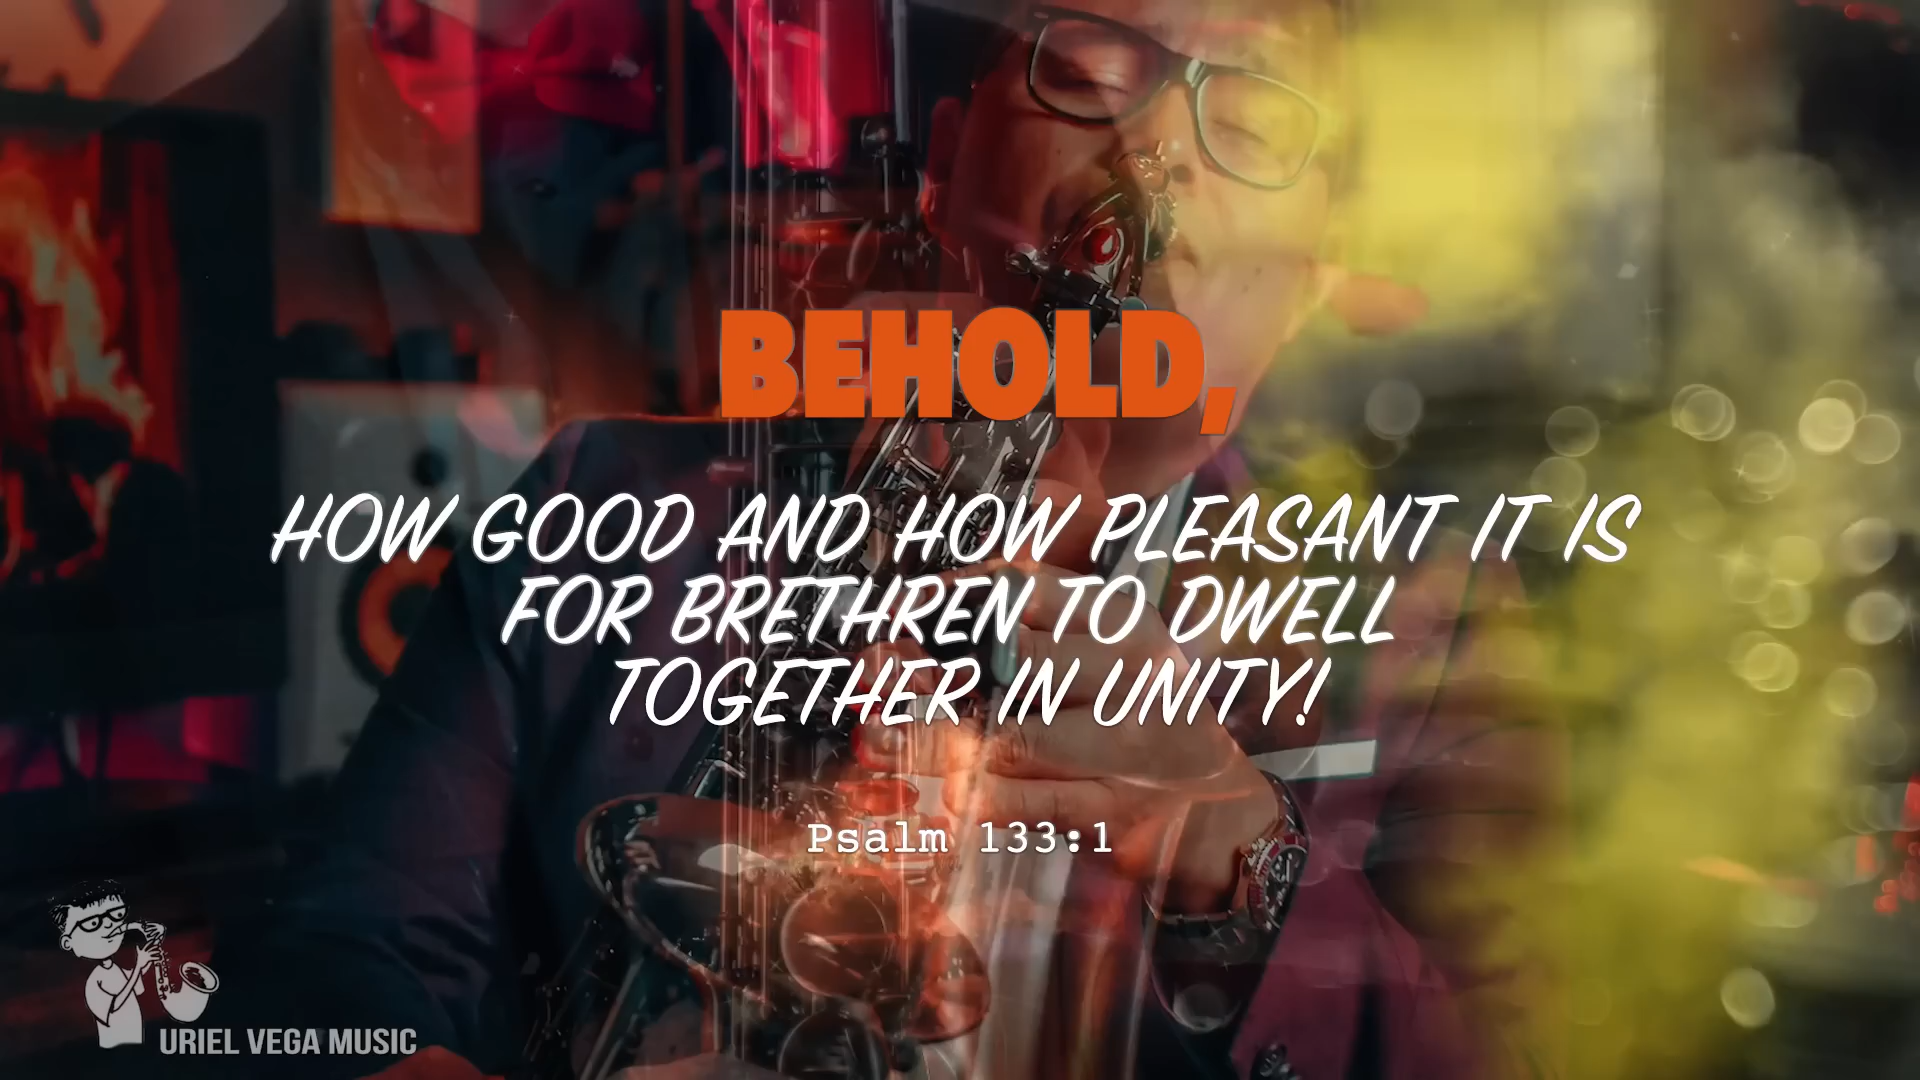 BEHOLD,
HOW GOOD AND HOW PLEASANT IT IS
FOR BRETHREN TO DWELL
TOGETHER IN UNITY!
Psalm 133:1
URIEL VEGA MUSIC